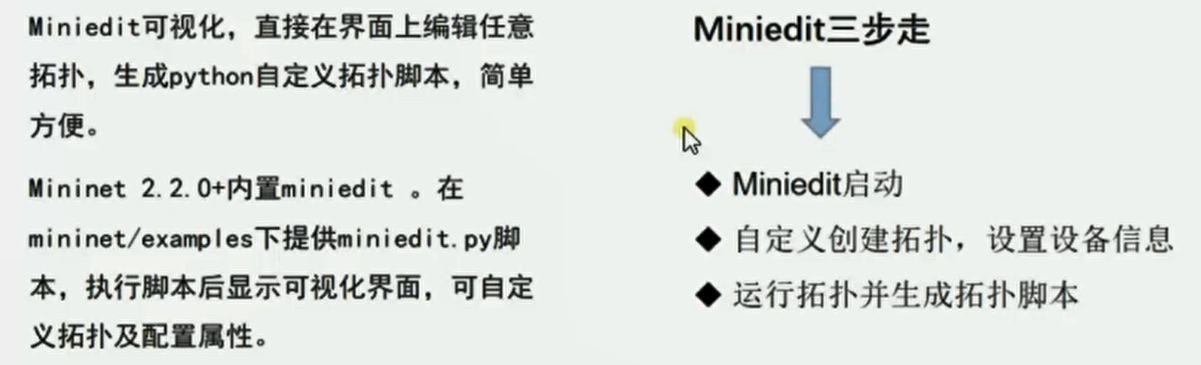 Miniedit可视化，直接在界面上编辑任意
拓扑，生成python自定义拓扑脚本，简单
方便。
Mininet 2.2.0+内置miniedit 。在
mininet/examples下提供miniedit.py脚
本，执行脚本后显示可视化界面，可自定
义拓扑及配置属性。
Miniedit三步走
◆ Miniedit启动
◆ 自定义创建拓扑，设置设备信息
◆ 运行拓扑并生成拓扑脚本